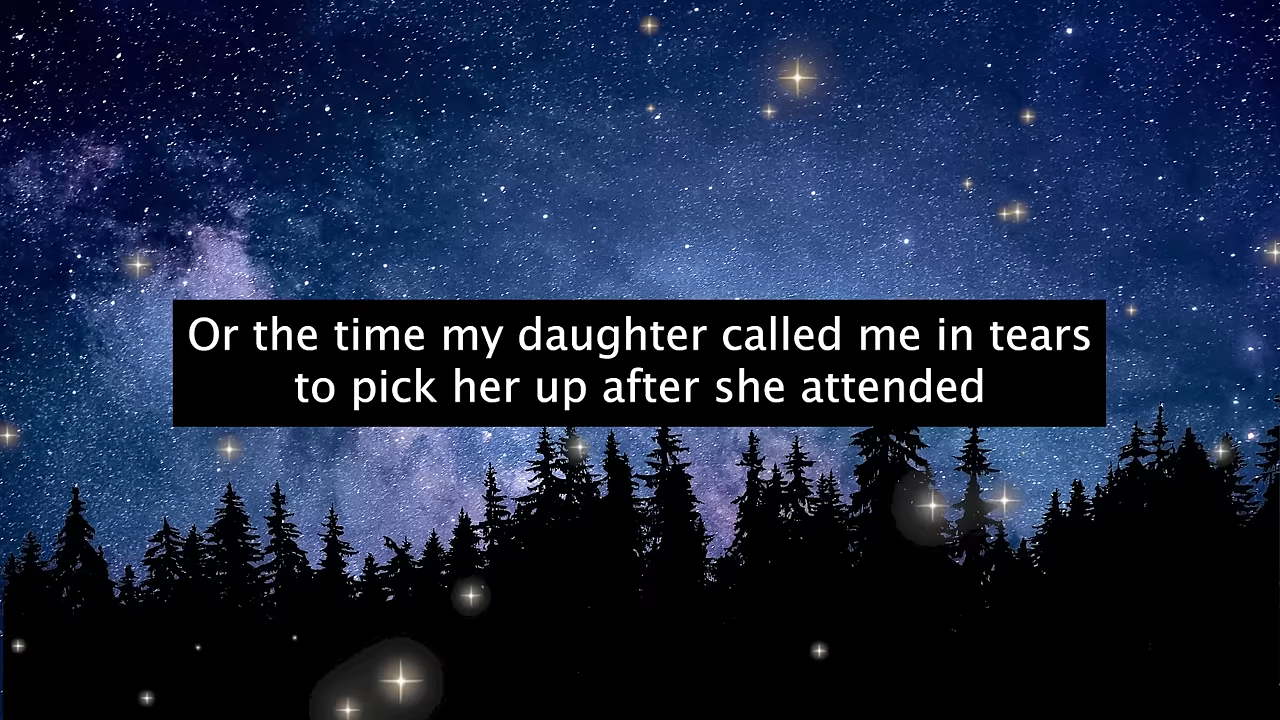 Or the time my daughter called me in tears
to pick her up after she attended